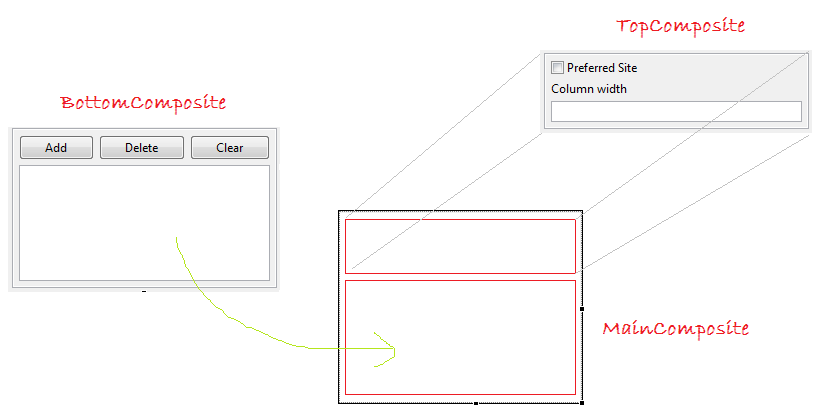 TopComposite
Preferred Site
Column width
BottomComposite
Add Delete Clear
MainComposite